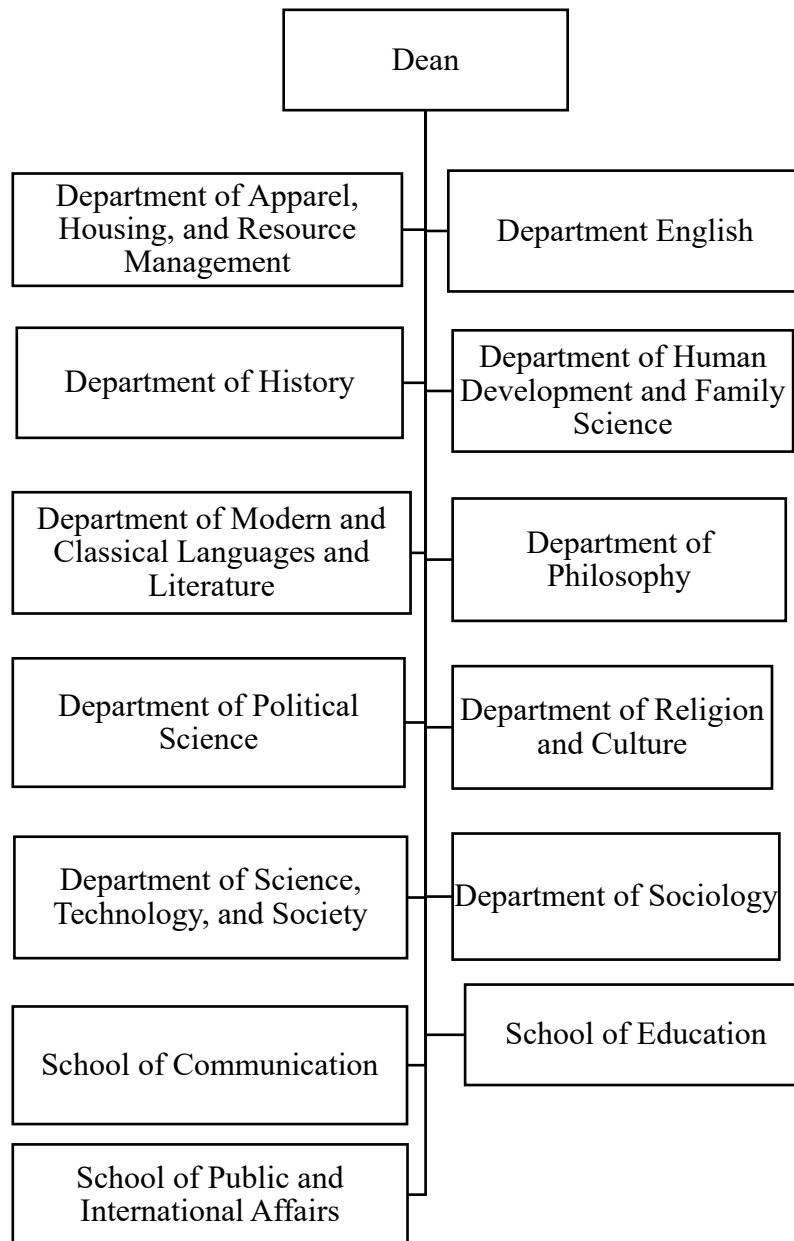 Dean
Department of Apparel,
Housing, and Resource
Management
Department English
Department of History
Department of Human
Development and Family
Science
Department of Modern and
Classical Languages and
Literature
Department of
Philosophy
Department of Political
Science
Department of Religion
and Culture
Department of Science,
Technology, and Society
Department of Sociology
School of Communication
School of Education
School of Public and
International Affairs